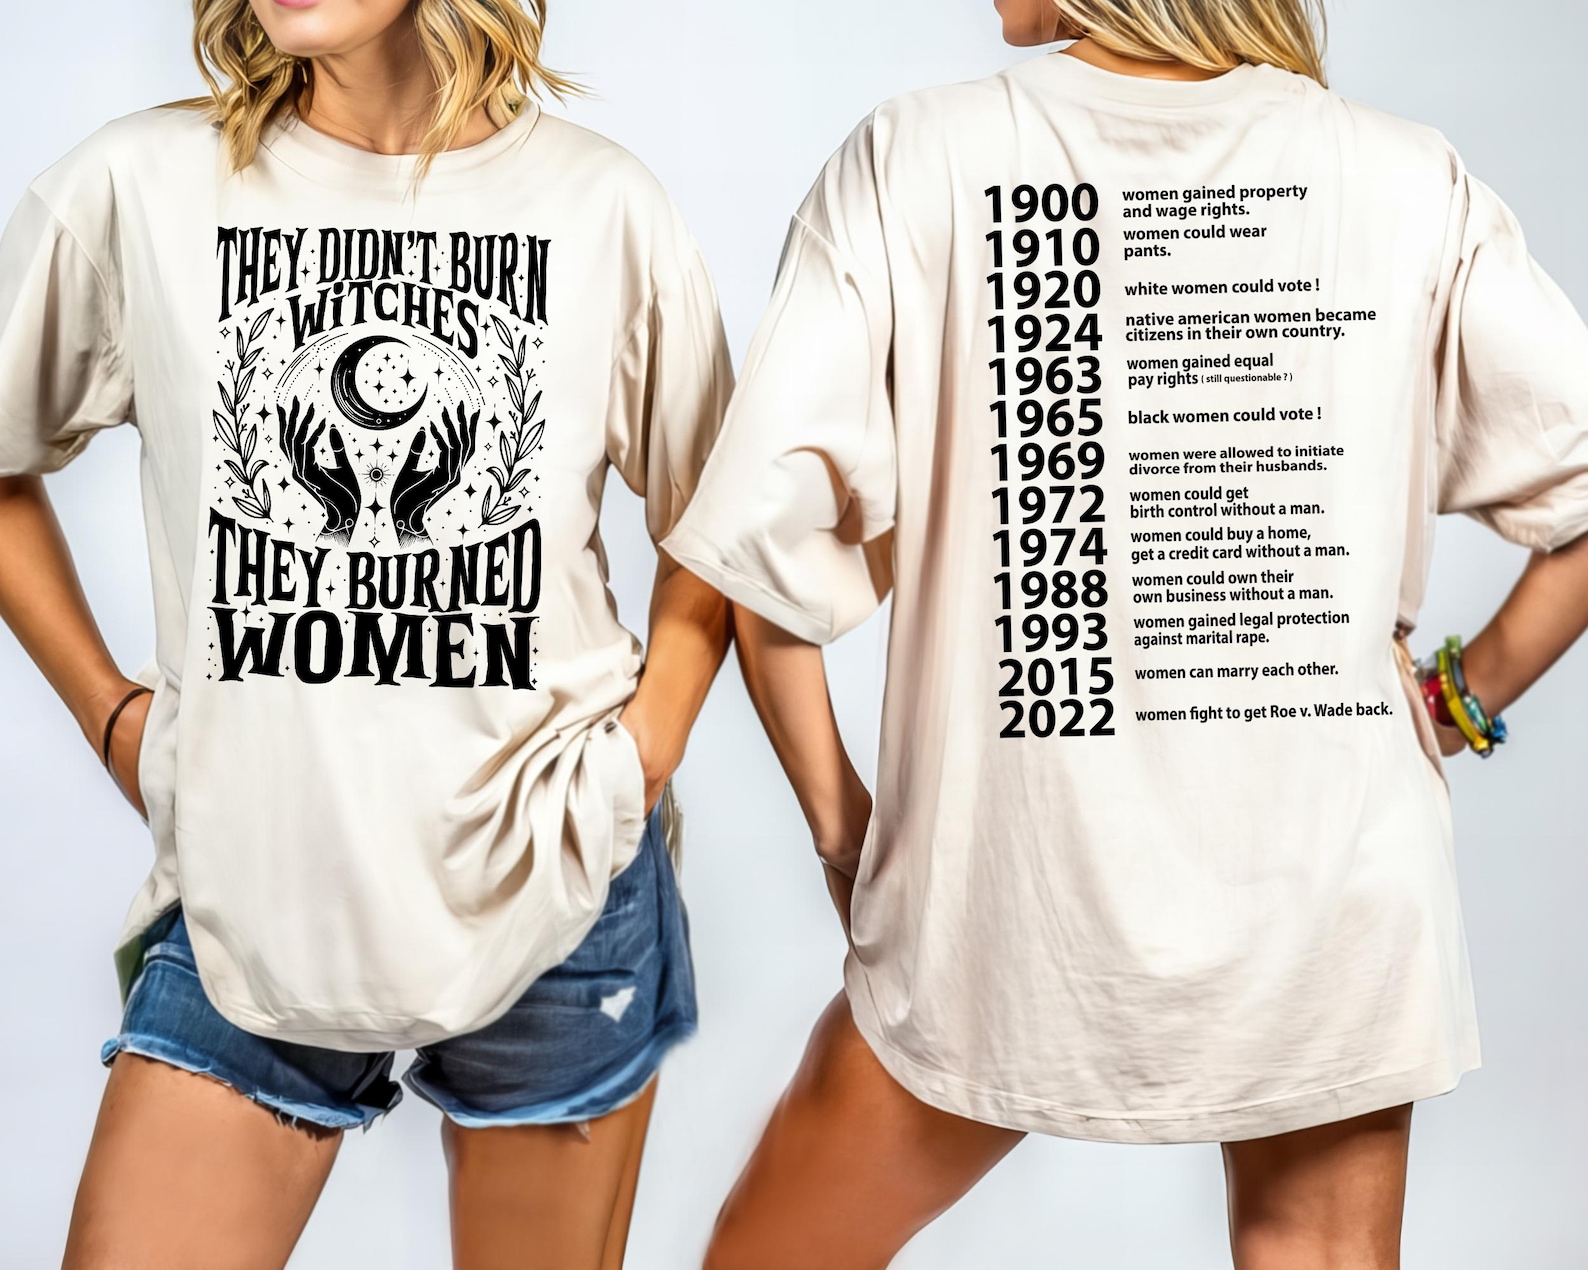 THEY DIDN'T BURN
WiTCHES
THEY BURNED
WOMEN
1900 women gained property
and wage rights.
1910 women could wear
pants.
1920 white women could vote !
1924 native american women became
citizens in their own country.
1963 women gained equal
pay rights ( still questionable ? )
1965 black women could vote !
1969 women were allowed to initiate
divorce from their husbands.
1972 women could get
birth control without a man.
1974 women could buy a home,
get a credit card without a man.
1988 women could own their
own business without a man.
1993 women gained legal protection
against marital rape.
2015 women can marry each other.
2022 women fight to get Roe v. Wade back.